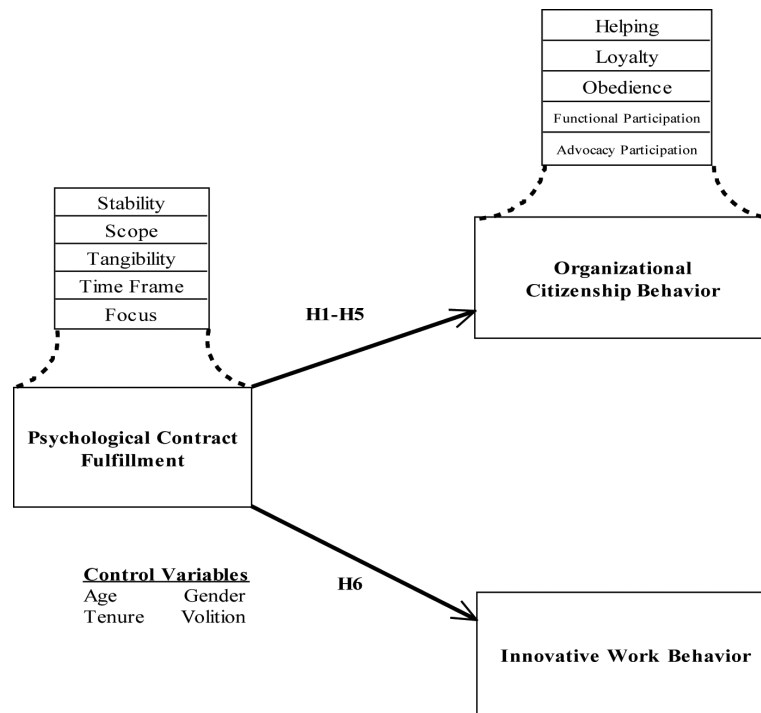 Helping
Loyalty
Obedience
Functional Participation
Advocacy Participation
Stability
Scope
Tangibility
Time Frame
Focus
Organizational
Citizenship Behavior
H1-H5
Psychological Contract
Fulfillment
Control Variables
Age Gender
Tenure Volition
H6
Innovative Work Behavior